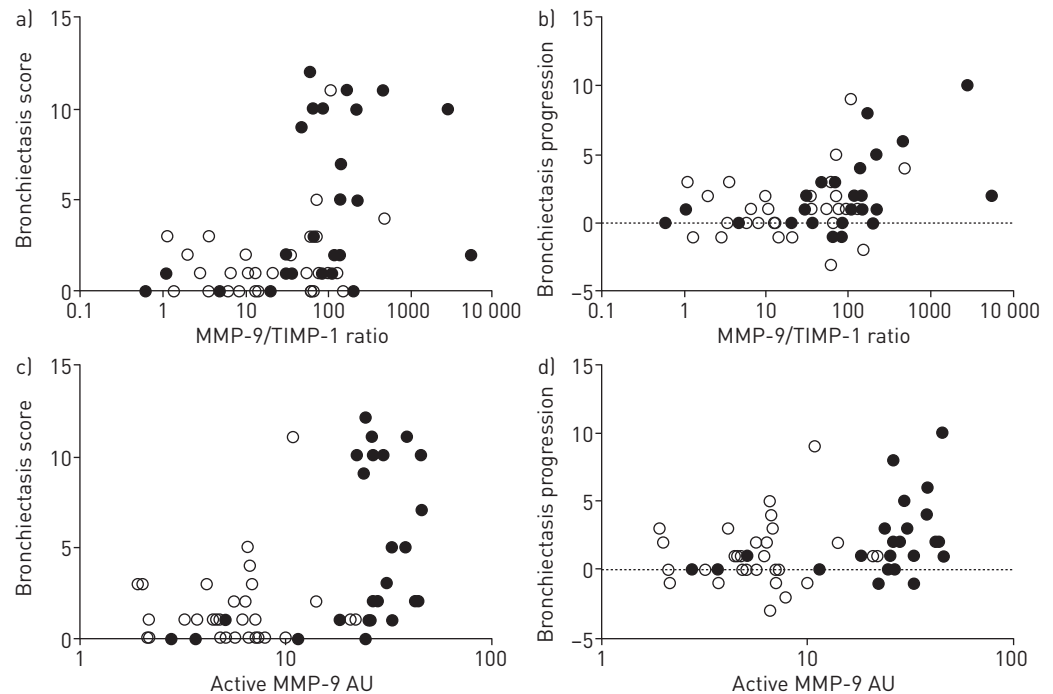 a)
Bronchiectasis score
15
10
5
0
0.1 1 10 100 1000 10 000
MMP-9/TIMP-1 ratio
b)
Bronchiectasis progression
15
10
5
0
–5
0.1 1 10 100 1000 10 000
MMP-9/TIMP-1 ratio
c)
Bronchiectasis score
15
10
5
0
1 10 100
Active MMP-9 AU
d)
Bronchiectasis progression
15
10
5
0
–5
1 10 100
Active MMP-9 AU